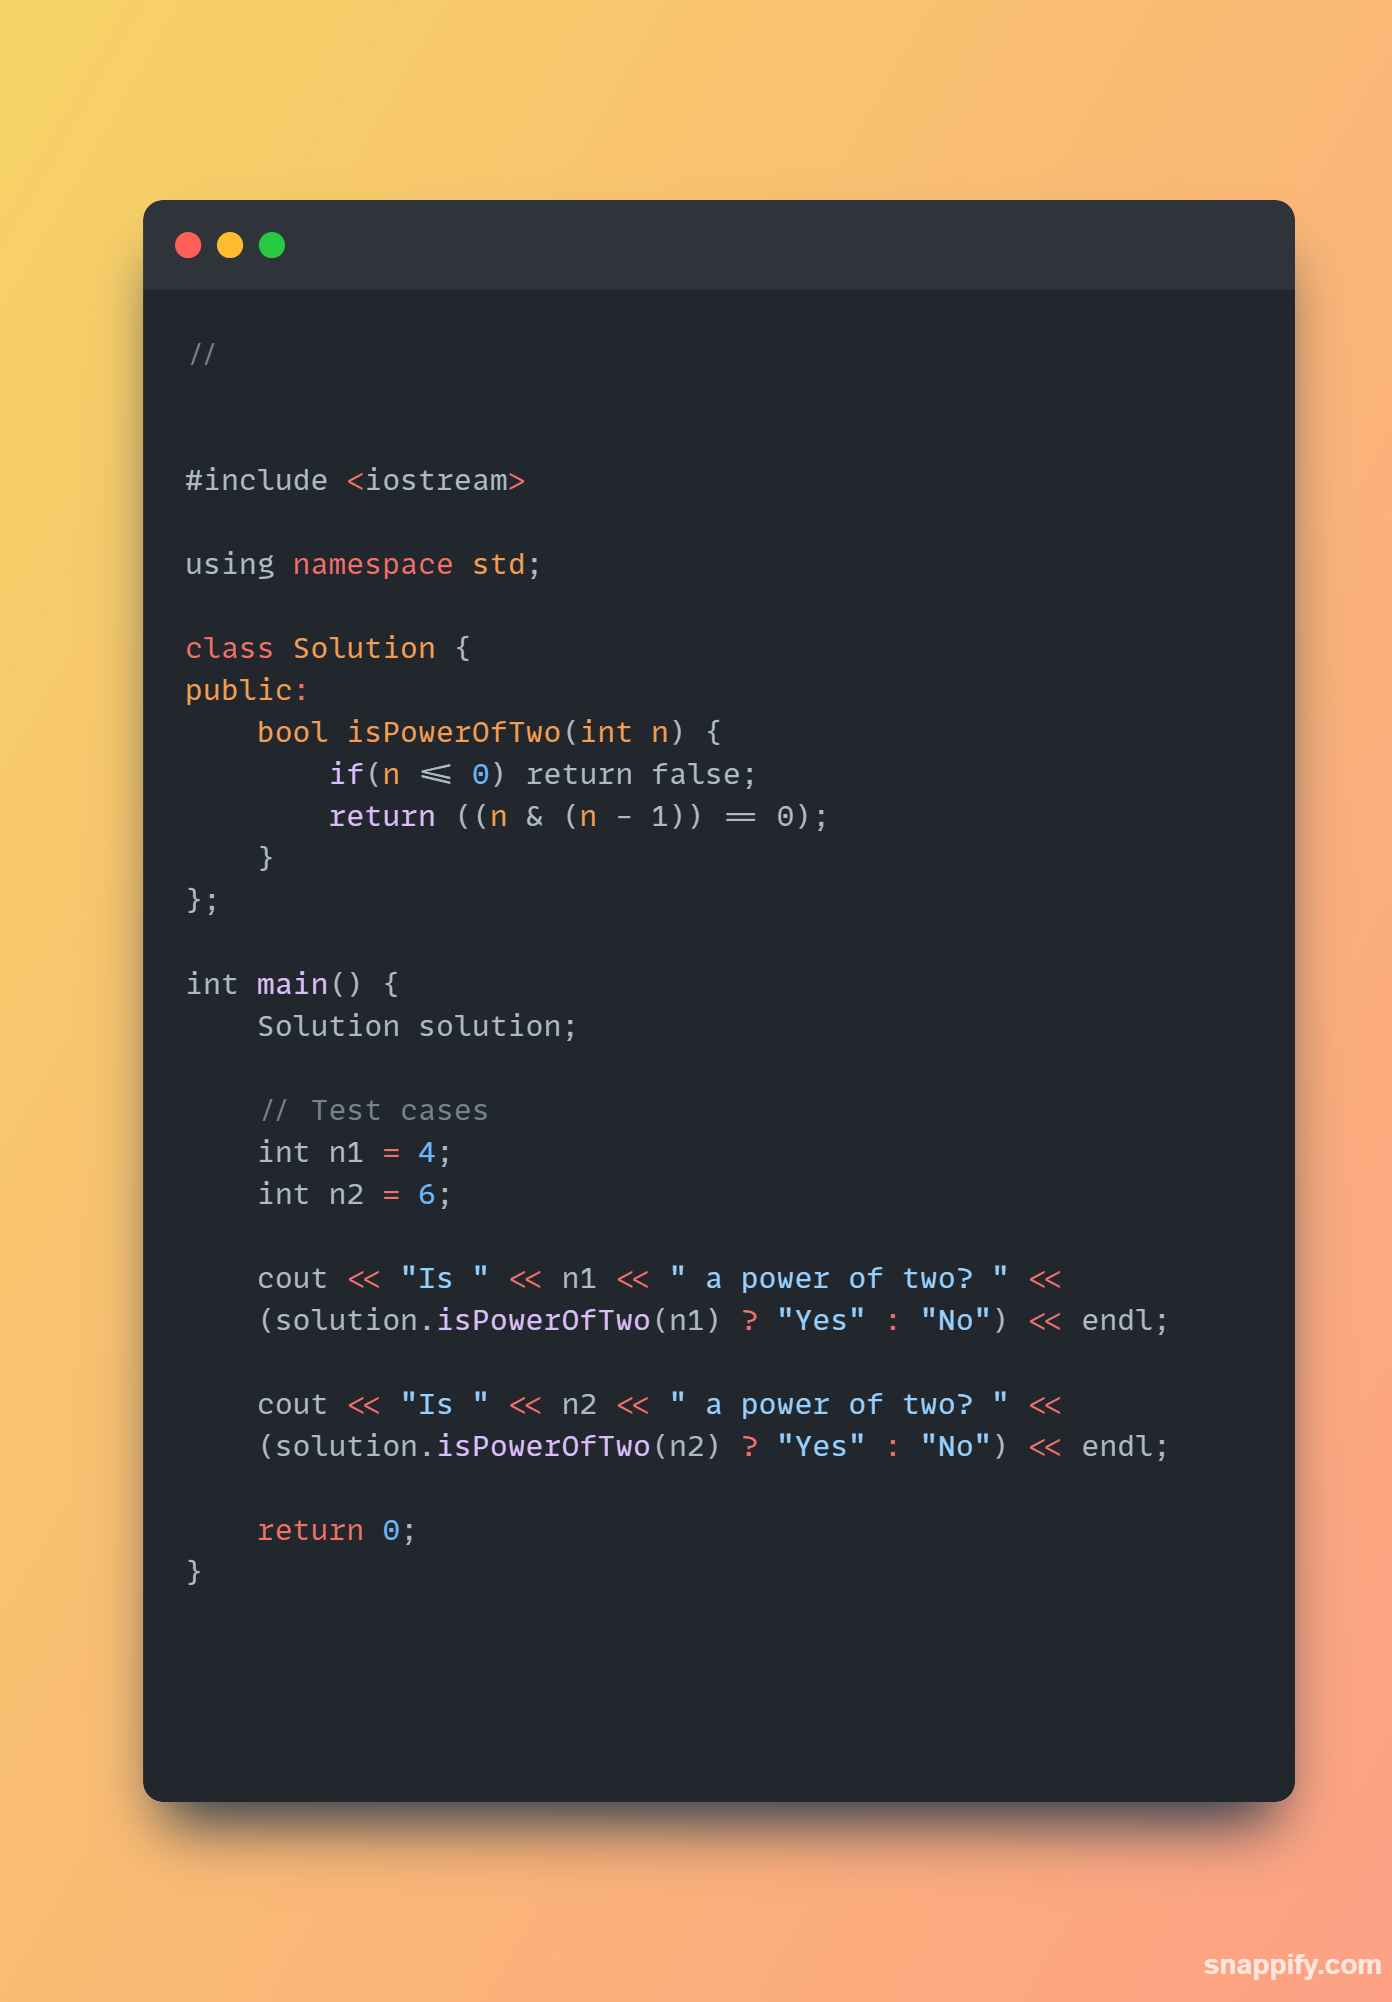 //
#include <iostream>
using namespace std;
class Solution {
public:
    bool isPowerOfTwo(int n) {
        if(n <= 0) return false;
        return ((n & (n - 1)) == 0);
    }
};
int main() {
    Solution solution;
    // Test cases
    int n1 = 4;
    int n2 = 6;
    cout << "Is " << n1 << " a power of two? " <<
    (solution.isPowerOfTwo(n1) ? "Yes" : "No") << endl;
    cout << "Is " << n2 << " a power of two? " <<
    (solution.isPowerOfTwo(n2) ? "Yes" : "No") << endl;
    return 0;
}
snappify.com